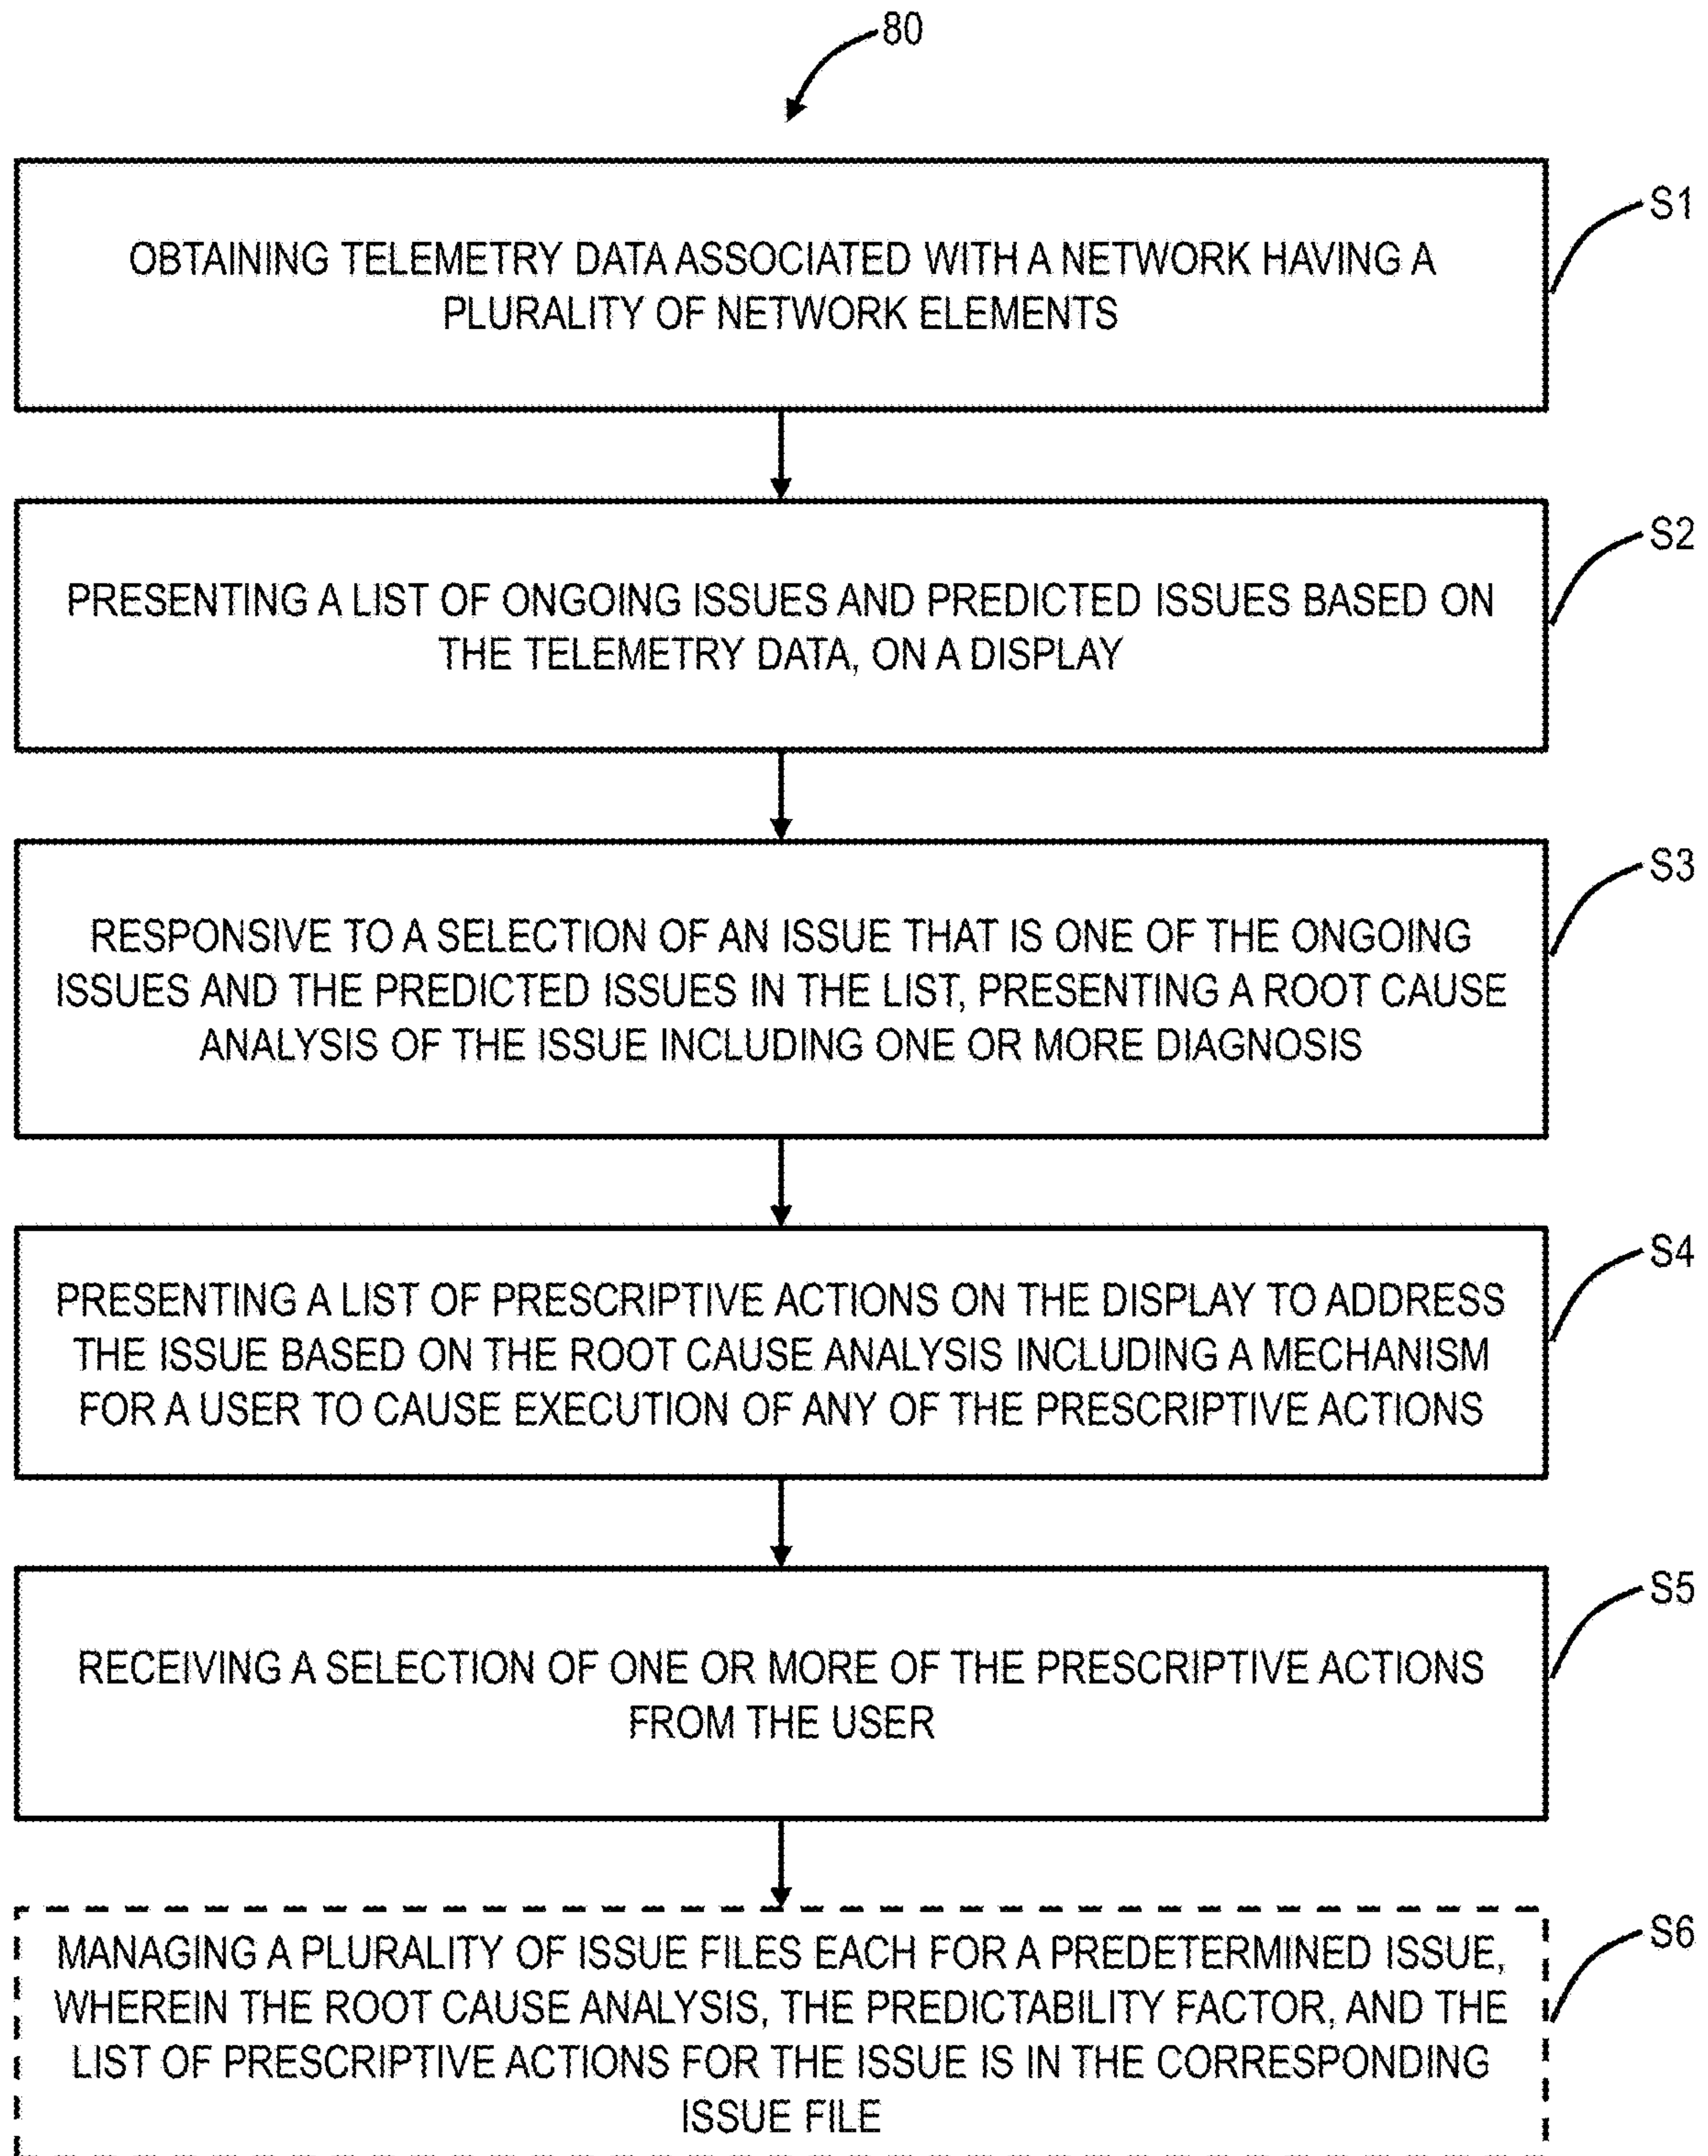 80
S1
OBTAINING TELEMETRY DATA ASSOCIATED WITH A NETWORK HAVING A
PLURALITY OF NETWORK ELEMENTS
S2
PRESENTING A LIST OF ONGOING ISSUES AND PREDICTED ISSUES BASED ON
THE TELEMETRY DATA, ON A DISPLAY
S3
RESPONSIVE TO A SELECTION OF AN ISSUE THAT IS ONE OF THE ONGOING
ISSUES AND THE PREDICTED ISSUES IN THE LIST, PRESENTING A ROOT CAUSE
ANALYSIS OF THE ISSUE INCLUDING ONE OR MORE DIAGNOSIS
S4
PRESENTING A LIST OF PRESCRIPTIVE ACTIONS ON THE DISPLAY TO ADDRESS
THE ISSUE BASED ON THE ROOT CAUSE ANALYSIS INCLUDING A MECHANISM
FOR A USER TO CAUSE EXECUTION OF ANY OF THE PRESCRIPTIVE ACTIONS
S5
RECEIVING A SELECTION OF ONE OR MORE OF THE PRESCRIPTIVE ACTIONS
FROM THE USER
S6
MANAGING A PLURALITY OF ISSUE FILES EACH FOR A PREDETERMINED ISSUE,
WHEREIN THE ROOT CAUSE ANALYSIS, THE PREDICTABILITY FACTOR, AND THE
LIST OF PRESCRIPTIVE ACTIONS FOR THE ISSUE IS IN THE CORRESPONDING
ISSUE FILE